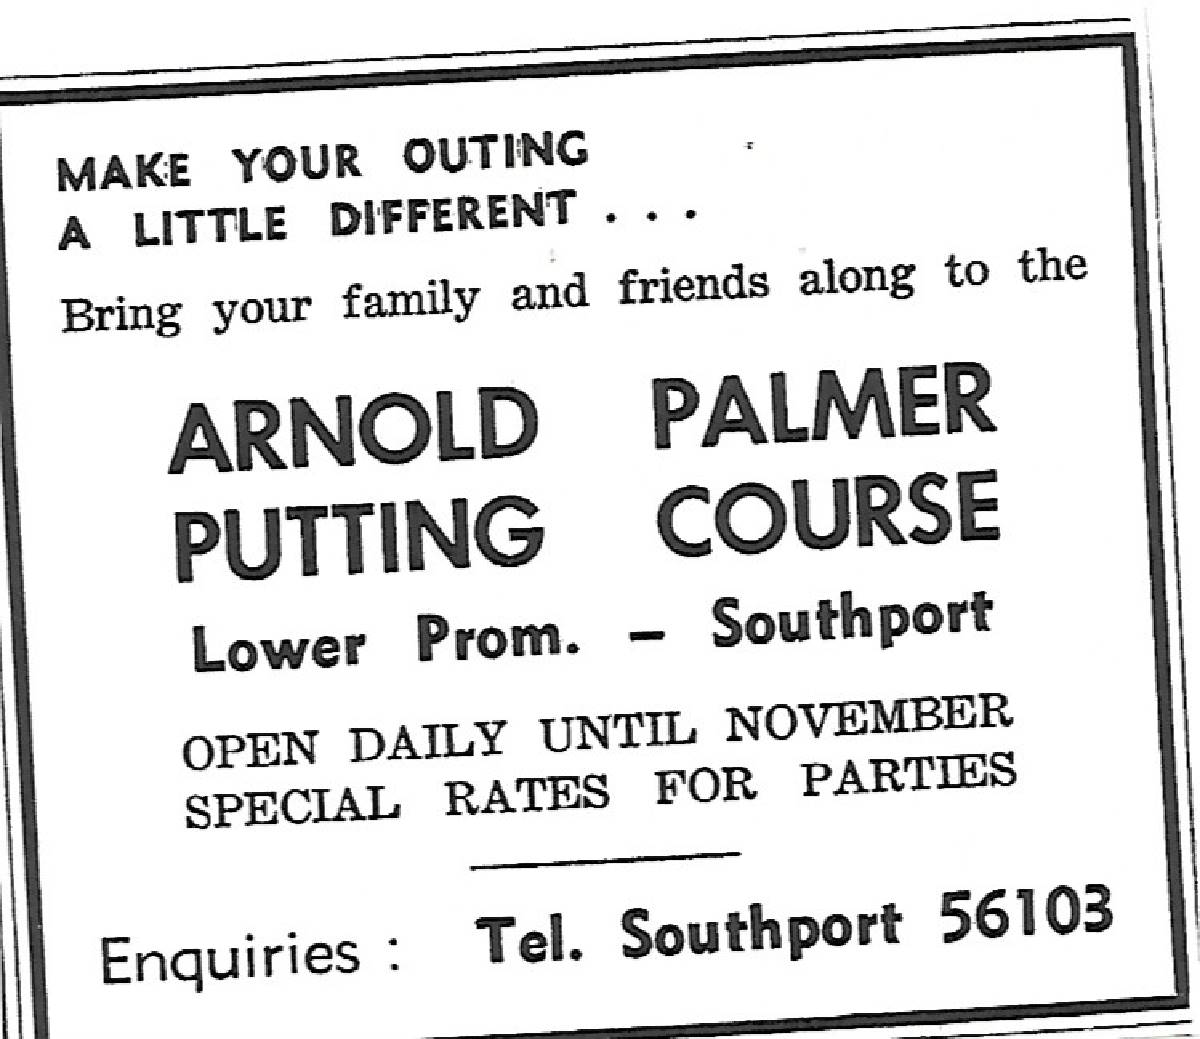 MAKE YOUR OUTING
A LITTLE DIFFERENT . . .
Bring your family and friends along to the
ARNOLD PALMER
PUTTING COURSE
Lower Prom. – Southport
OPEN DAILY UNTIL NOVEMBER
SPECIAL RATES FOR PARTIES
Enquiries : Tel. Southport 56103